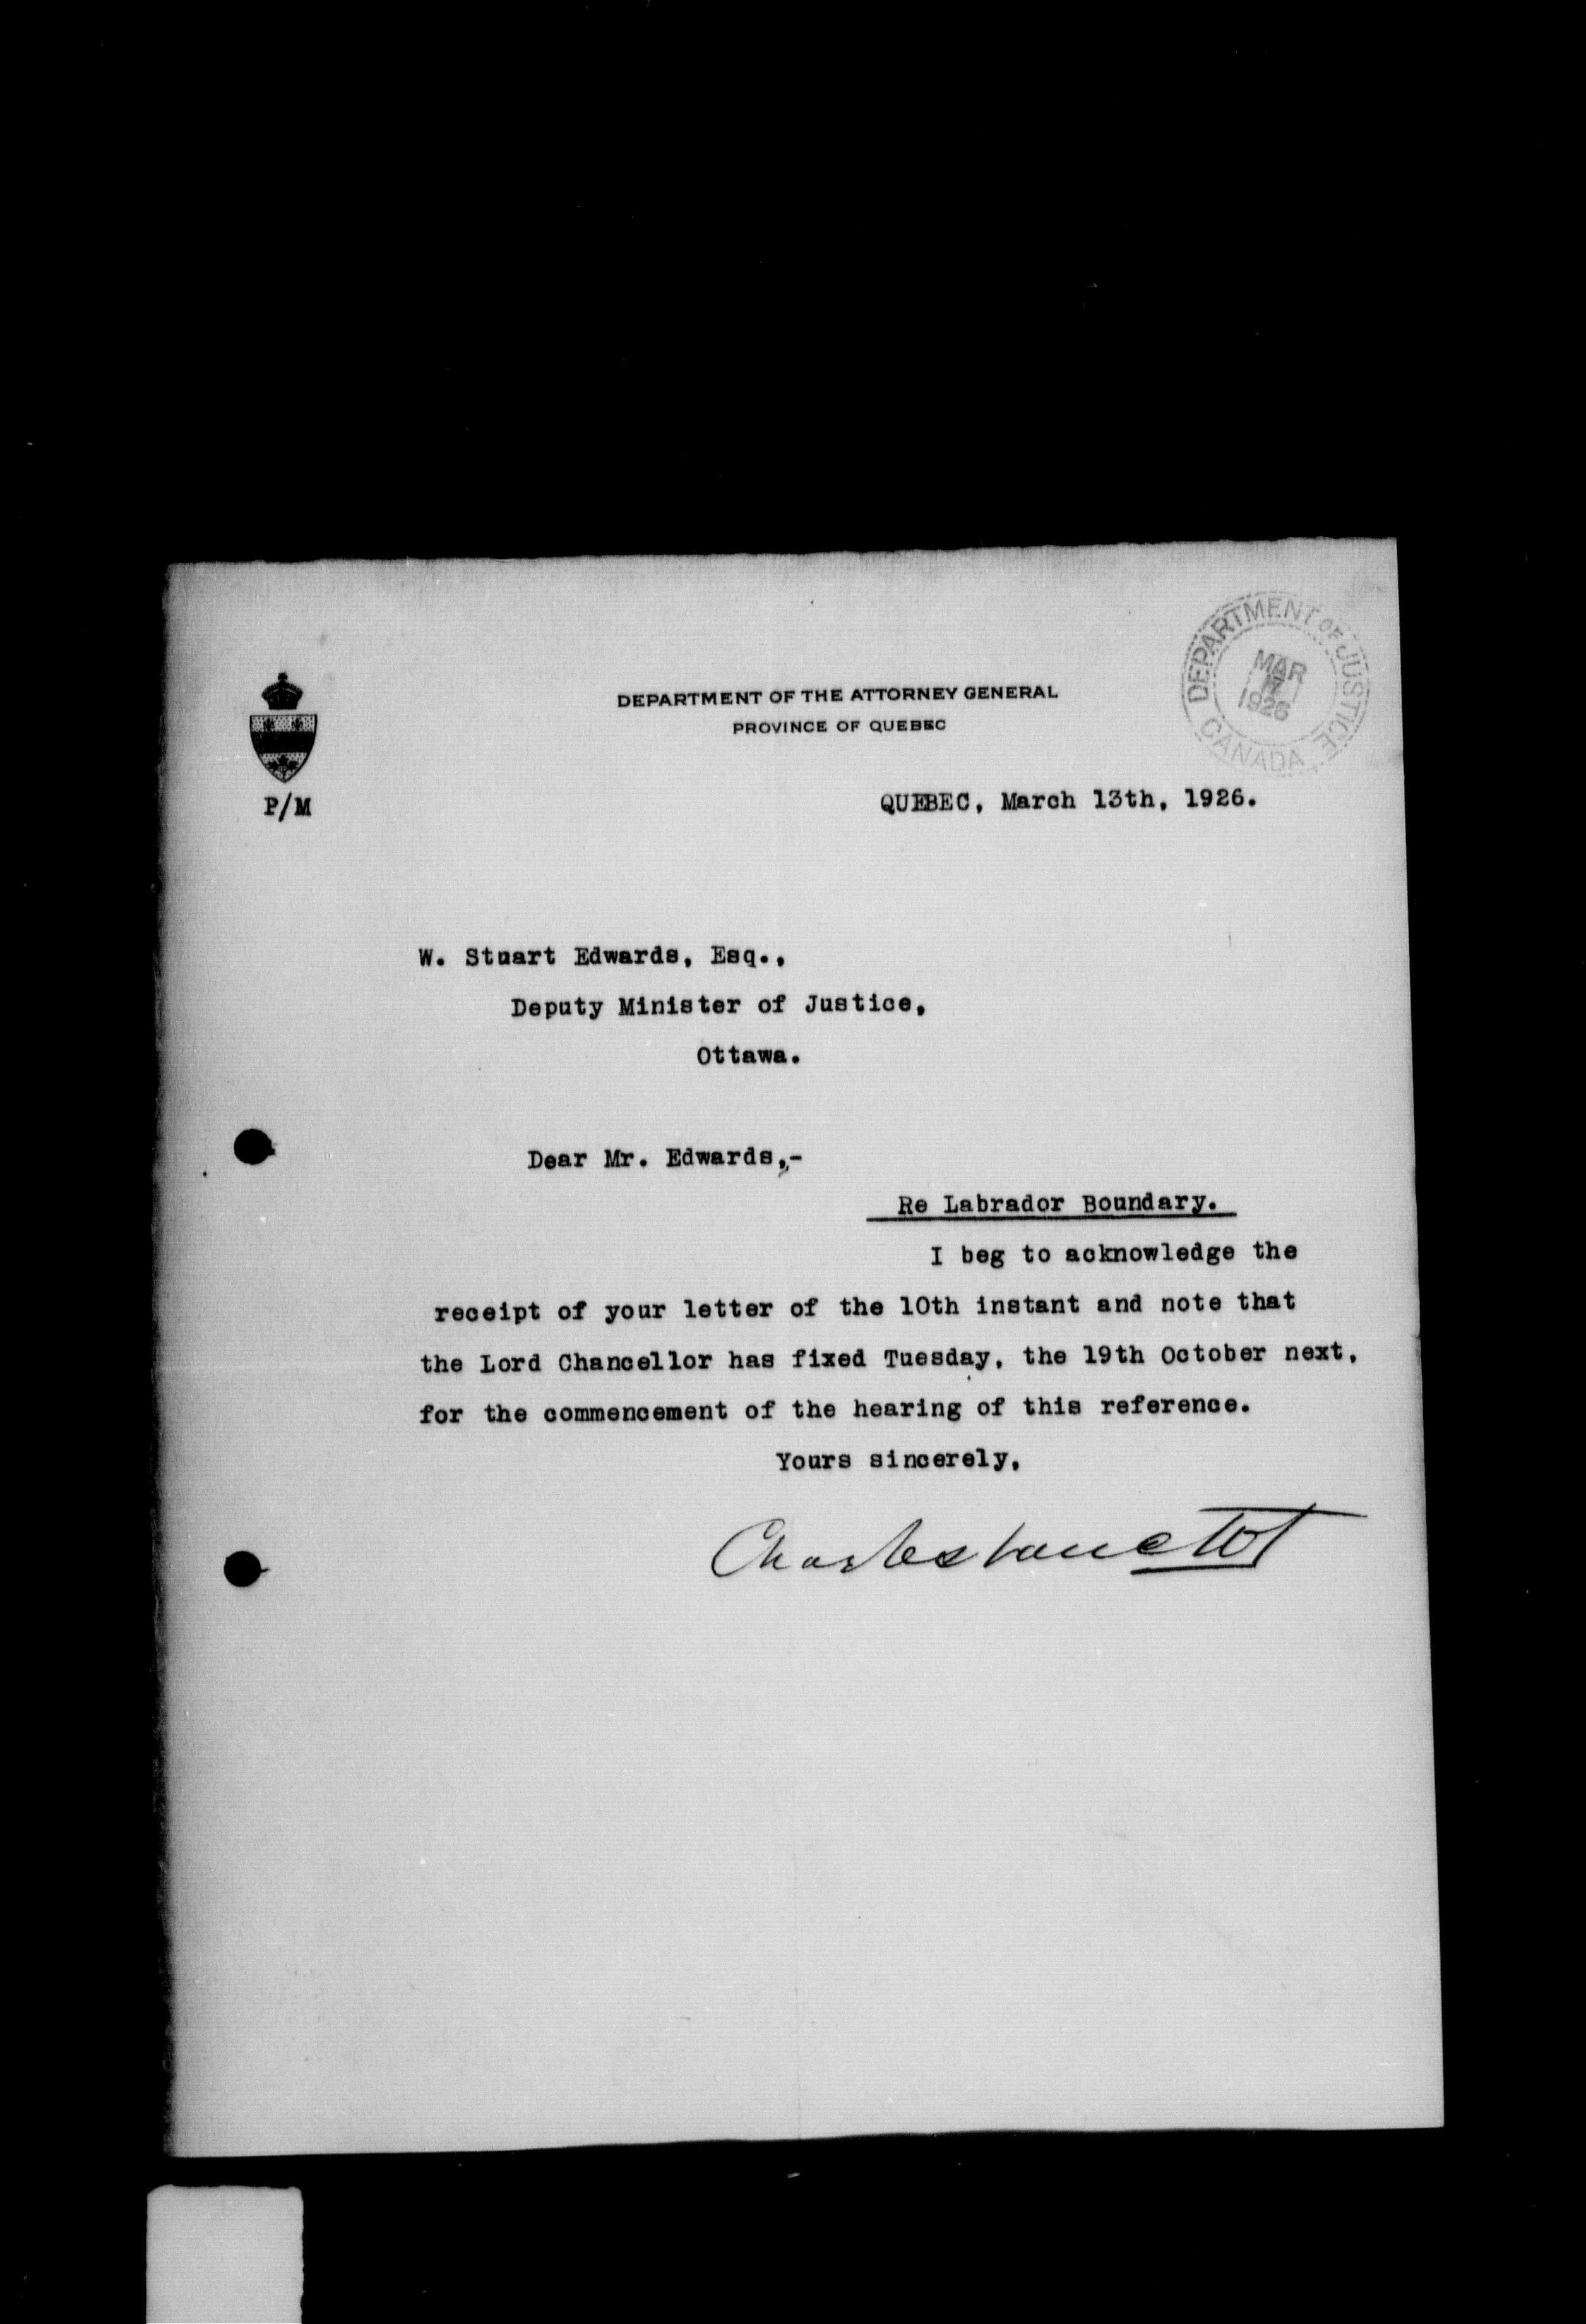 DEPARTMENT OF JUSTICE
MAR
1926
CANADA
DEPARTMENT OF THE ATTORNEY GENERAL
PROVINCE OF QUEBEC
P/M
QUEBEC, March 13th, 1926.
W. Stuart Edwards, Esq.,
Deputy Minister of Justice,
Ottawa.
Dear Mr. Edwards,-
Re Labrador Boundary.
I beg to acknowledge the
receipt of your letter of the 10th instant and note that
the Lord Chancellor has fixed Tuesday, the 19th October next,
for the commencement of the hearing of this reference.
Yours sincerely,
Charles Lanctot